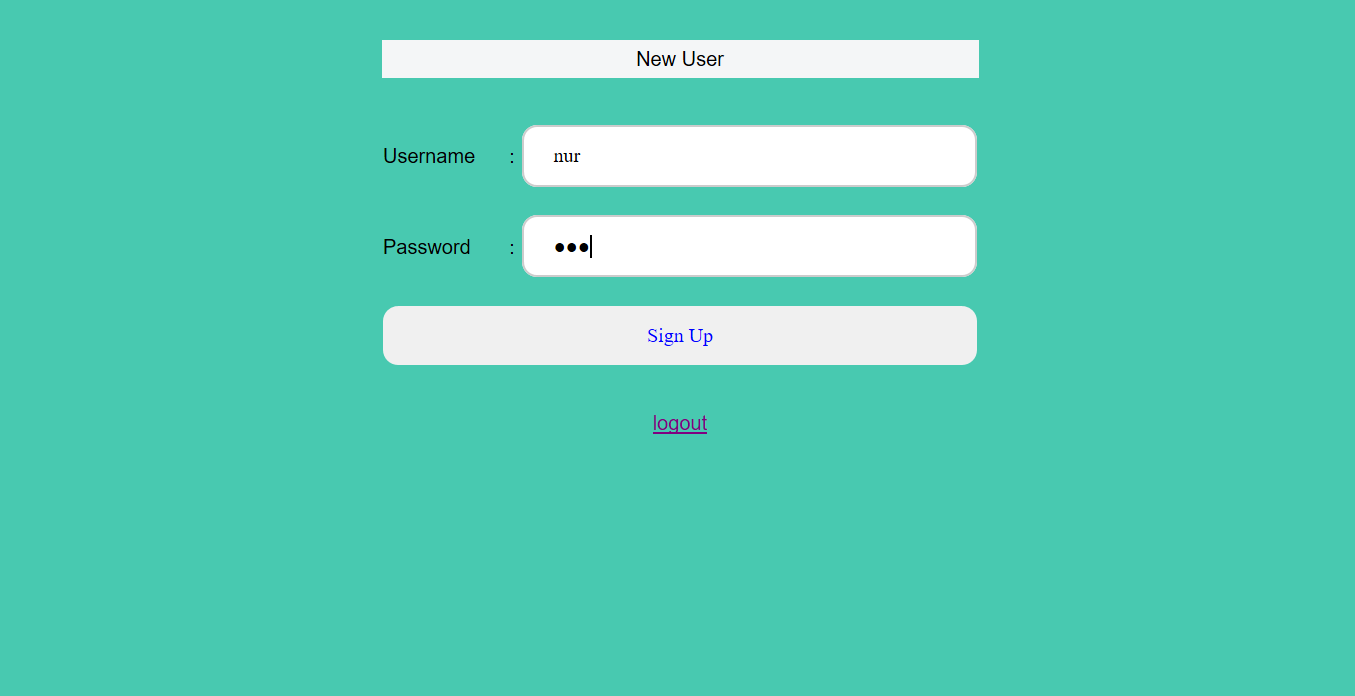 New User
Username : nur
Password : •••
Sign Up
logout